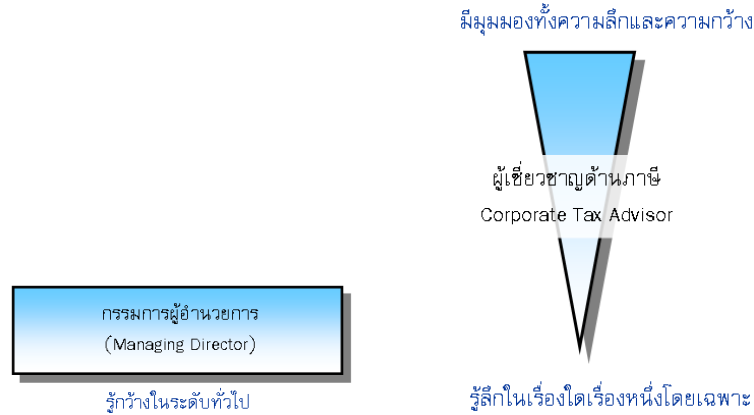 มีมุมมองทั้งความลึกและความกว้าง
ผู้เชี่ยวชาญด้านภาษี
Corporate Tax Advisor
กรรมการผู้อำนวยการ
(Managing Director)
รู้กว้างในระดับทั่วไป
รู้ลึกในเรื่องใดเรื่องหนึ่งโดยเฉพาะ